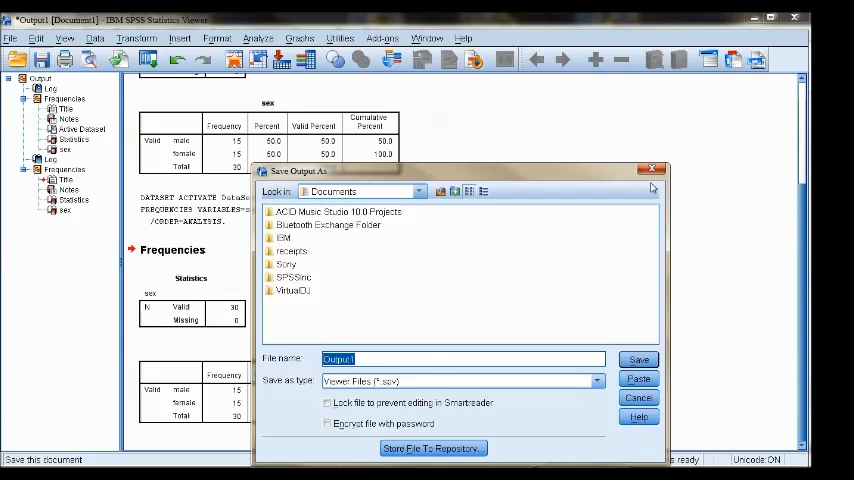 *Output1 [Document1] - IBM SPSS Statistics Viewer
File Edit View Data Transform Insert Format Analyze Graphs Utilities Add-ons Window Help
Output
Log
Frequencies
Title
Notes
Active Dataset
Statistics
sex
Log
Frequencies
Title
Notes
Statistics
sex
sex
Frequency Percent Valid Percent Cumulative Percent
Valid male 15 50.0 50.0 50.0
female 15 50.0 50.0 100.0
Total 30
DATASET ACTIVATE DataSe
FREQUENCIES VARIABLES=s
/ORDER=ANALYSIS.
Frequencies
Statistics
sex
N Valid 30
Missing 0
Frequency
Valid male 15
female 15
Total 30
Save Output As
Look in: Documents
ACID Music Studio 10.0 Projects
Bluetooth Exchange Folder
IBM
receipts
Sony
SPSSInc
VirtualDJ
File name: Output1
Save as type: Viewer Files (*.spv)
Lock file to prevent editing in Smartreader
Encrypt file with password
Save
Paste
Cancel
Help
Store File To Repository...
Save this document
is ready
Unicode:ON